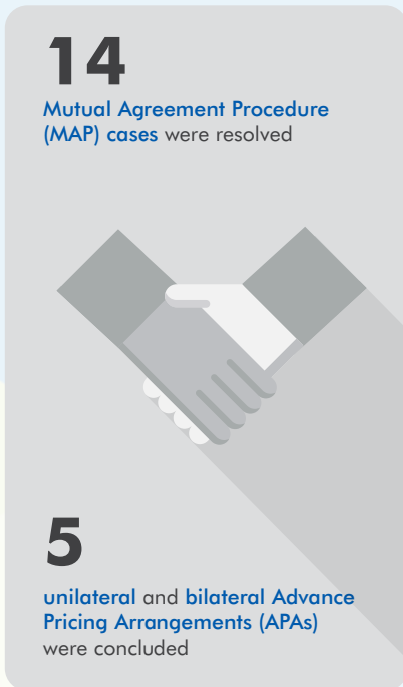 14
Mutual Agreement Procedure
(MAP) cases were resolved
5
unilateral and bilateral Advance
Pricing Arrangements (APAs)
were concluded